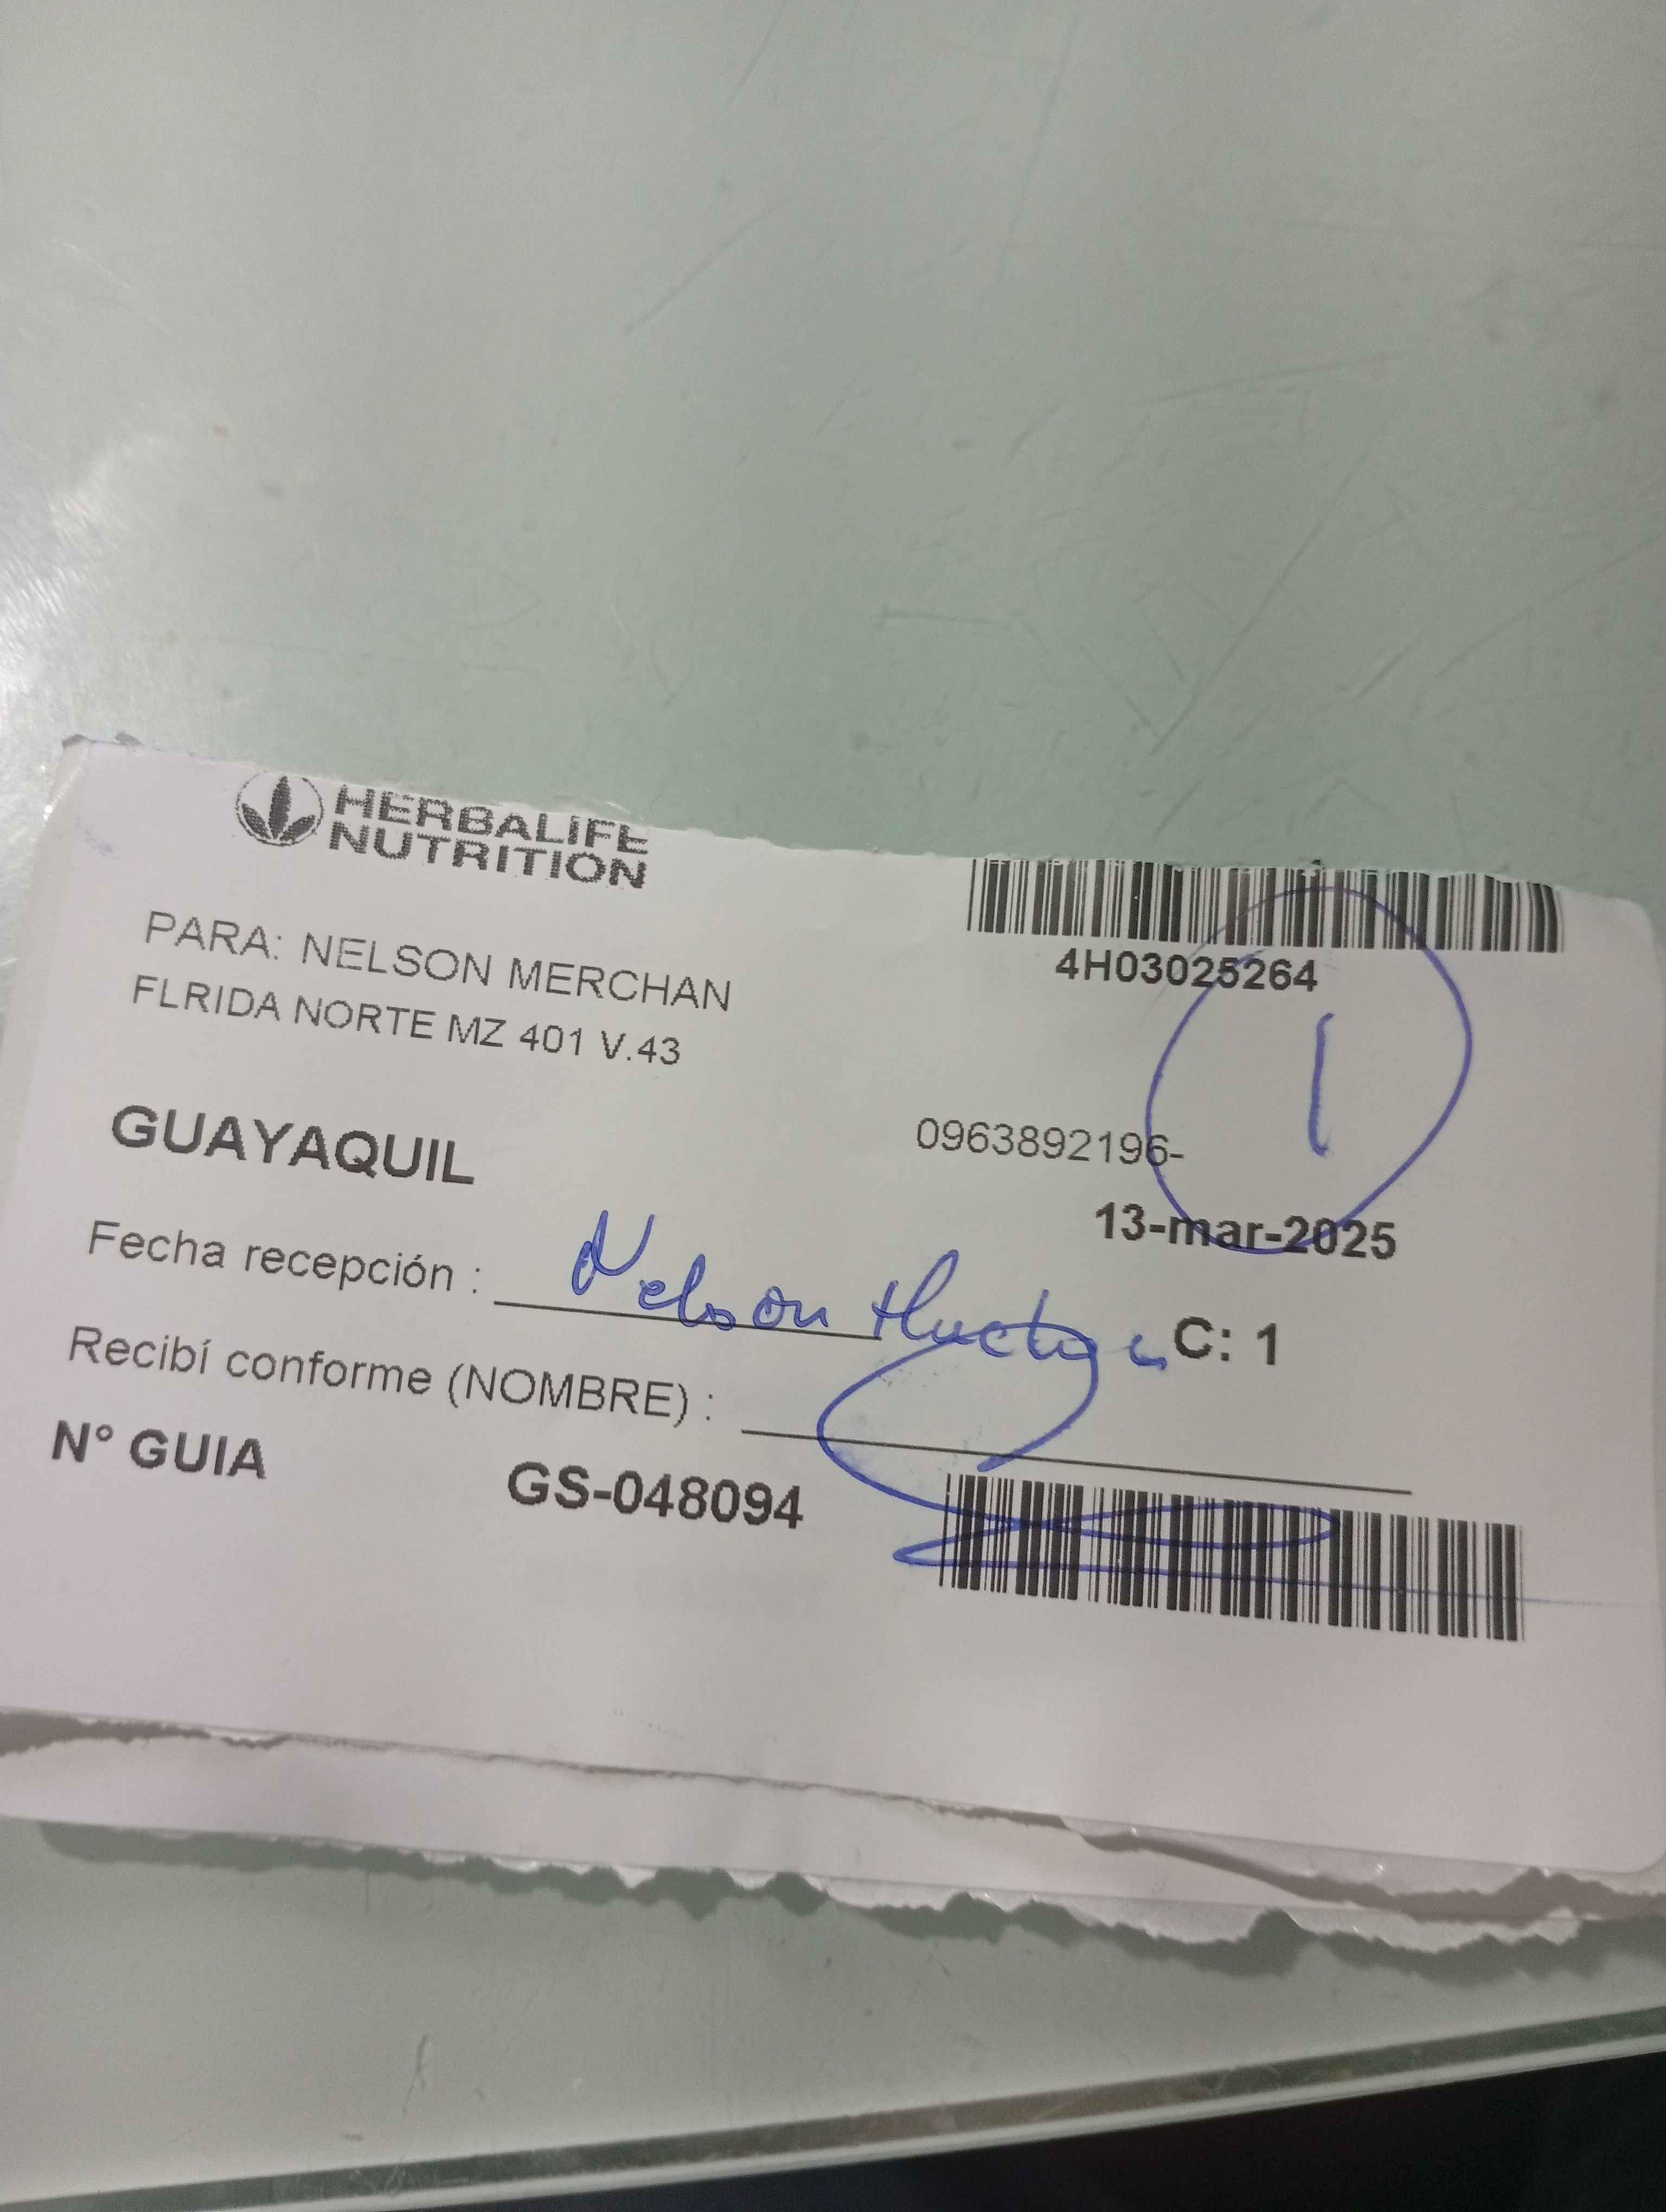 HERBALIFE
NUTRITION
PARA: NELSON MERCHAN
FLRIDA NORTE MZ 401 V.43
4H03025264
1
GUAYAQUIL
0963892196-
13-mar-2025
Fecha recepción : Nelson
C: 1
Recibí conforme (NOMBRE) :
N° GUIA GS-048094